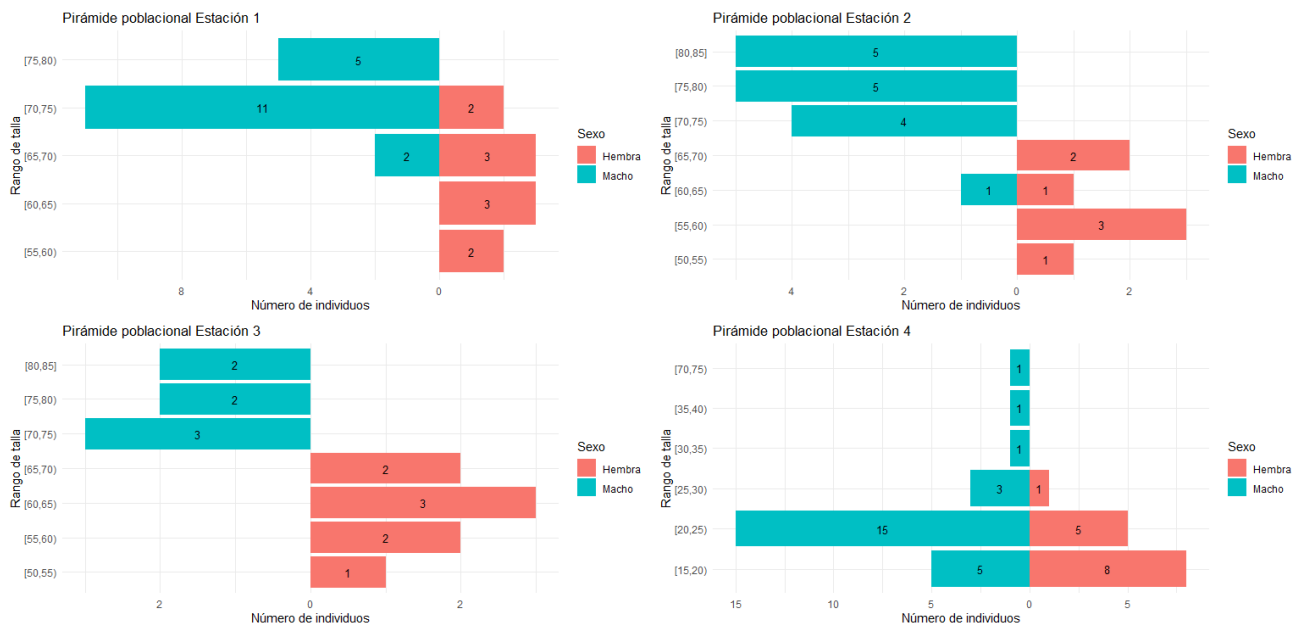 Pirámide poblacional Estación 1
Rango de talla
[75,80)
5
[70,75)
11
2
[65,70)
2
3
[60,65)
3
[55,60)
2
8
4
0
Número de individuos
Sexo
Hembra
Macho
Pirámide poblacional Estación 2
Rango de talla
[80,85]
5
[75,80)
5
[70,75)
4
[65,70)
2
[60,65)
1
1
[55,60)
3
[50,55)
1
4
2
0
2
Número de individuos
Sexo
Hembra
Macho
Pirámide poblacional Estación 3
Rango de talla
[80,85]
2
[75,80)
2
[70,75)
3
[65,70)
2
[60,65)
3
[55,60)
2
[50,55)
1
2
0
2
Número de individuos
Sexo
Hembra
Macho
Pirámide poblacional Estación 4
Rango de talla
[70,75)
1
[35,40)
1
[30,35)
1
[25,30)
3
1
[20,25)
15
5
[15,20)
5
8
15
10
5
0
5
Número de individuos
Sexo
Hembra
Macho